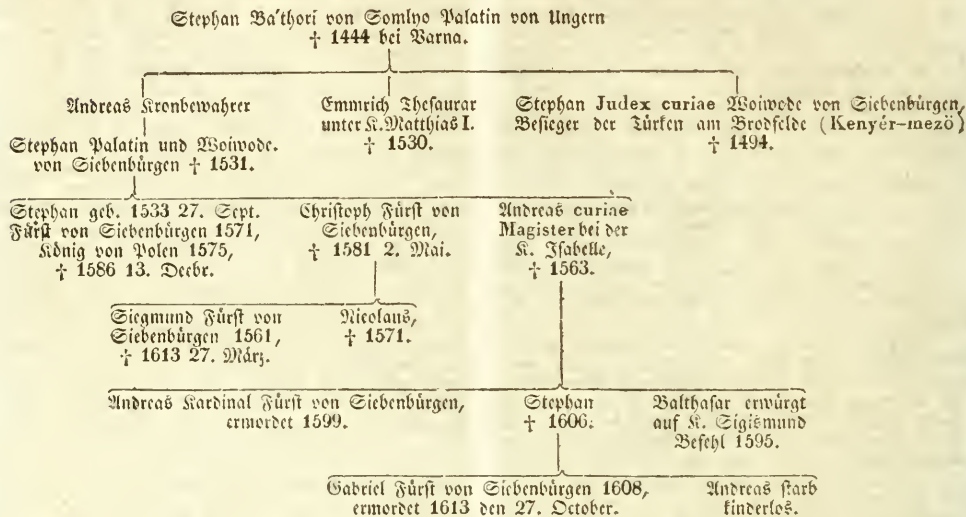 Stephan Ba'thori von Somlyo Palatin von Ungern
† 1444 bei Varna.
Andreas Kronbewahrer
Emmrich Thesaurar
unter K. Matthias I.
† 1530.
Stephan Judex curiae Woiwode von Siebenbürgen,
Besieger der Türken am Brodfelde (Kenyér-mezö)
† 1494.
Stephan Palatin und Woiwode.
von Siebenbürgen † 1531.
Stephan geb. 1533 27. Sept.
Fürst von Siebenbürgen 1571,
König von Polen 1575,
† 1586 13. Decbr.
Christoph Fürst von
Siebenbürgen,
† 1581 2. Mai.
Andreas curiae
Magister bei der
K. Isabelle,
† 1563.
Siegmund Fürst von
Siebenbürgen 1561,
† 1613 27. März.
Nicolaus,
† 1571.
Andreas Kardinal Fürst von Siebenbürgen,
ermordet 1599.
Stephan
† 1606.
Balthasar erwürgt
auf K. Sigismund
Befehl 1595.
Gabriel Fürst von Siebenbürgen 1608,
ermordet 1613 den 27. October.
Andreas starb
kinderlos.